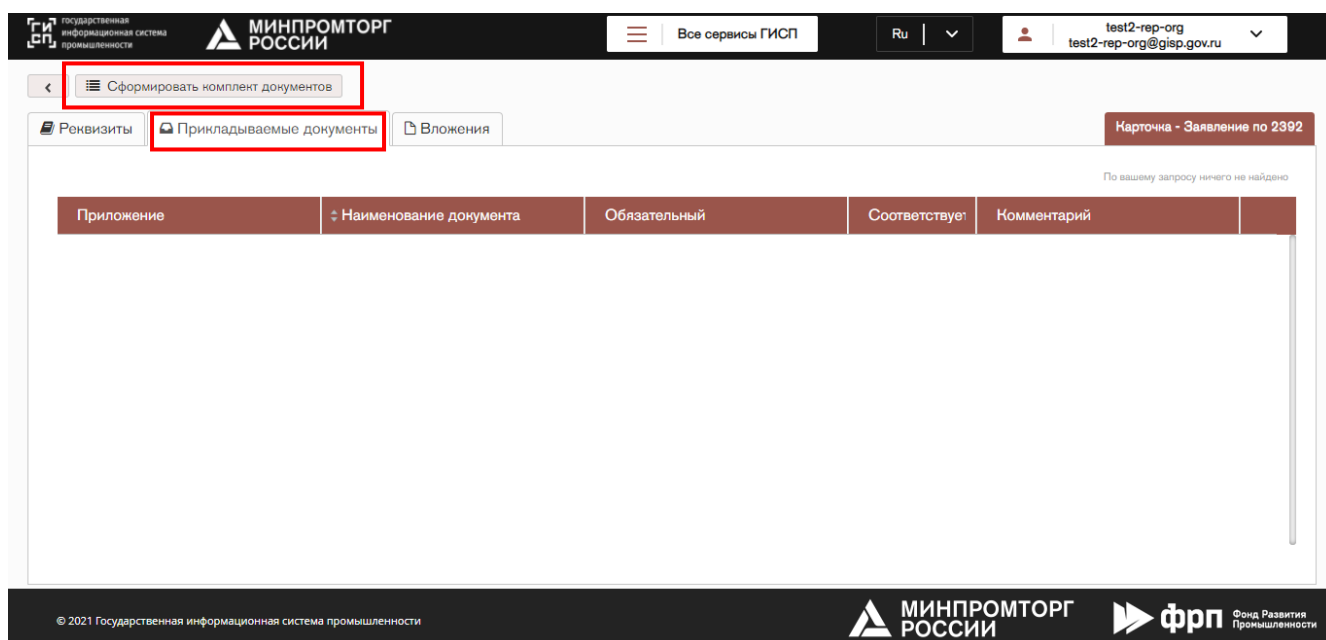 ГИСП
государственная
информационная система
промышленности
МИНПРОМТОРГ
РОССИИ
Все сервисы ГИСП
Ru
test2-rep-org
test2-rep-org@gisp.gov.ru
Сформировать комплект документов
Реквизиты
Прикладываемые документы
Вложения
Карточка - Заявление по 2392
По вашему запросу ничего не найдено
Приложение
Наименование документа
Обязательный
Соответствует
Комментарий
© 2021 Государственная информационная система промышленности
МИНПРОМТОРГ
РОССИИ
фрп
Фонд Развития
Промышленности